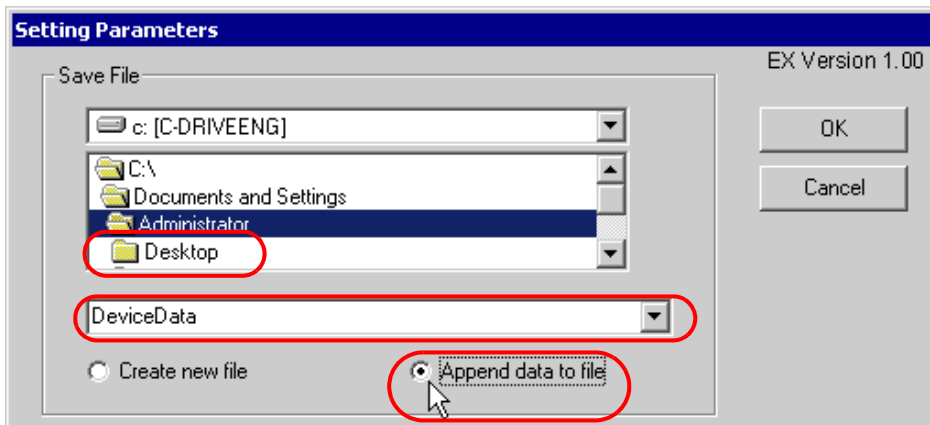 Setting Parameters
EX Version 1.00
Save File
c: [C-DRIVEENG]
OK
C:\
Documents and Settings
Cancel
Administrator
Desktop
DeviceData
Create new file
Append data to file